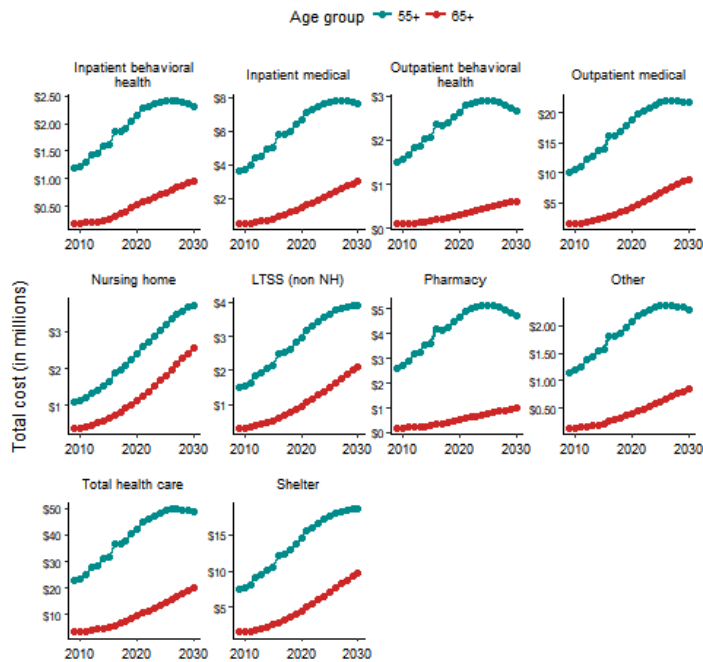 Age group 55+ 65+
Inpatient behavioral
health
Inpatient medical
Outpatient behavioral
health
Outpatient medical
$2.50
$2.00
$1.50
$1.00
$0.50
2010 2020 2030
$8
$6
$4
$2
2010 2020 2030
$3
$2
$1
$0
2010 2020 2030
$20
$15
$10
$5
2010 2020 2030
Total cost (in millions)
Nursing home
LTSS (non NH)
Pharmacy
Other
$3
$2
$1
2010 2020 2030
$4
$3
$2
$1
2010 2020 2030
$5
$4
$3
$2
$1
$0
2010 2020 2030
$2.00
$1.50
$1.00
$0.50
2010 2020 2030
Total health care
Shelter
$50
$40
$30
$20
$10
2010 2020 2030
$15
$10
$5
2010 2020 2030